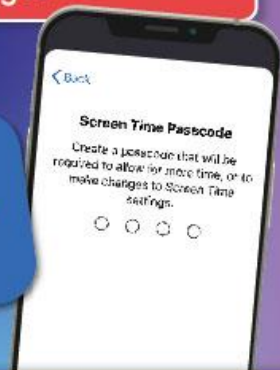 g
Back
Screen Time Passcode
Create a passcode that will be
required to allow for more time, or to
make changes to Screen Time
settings.